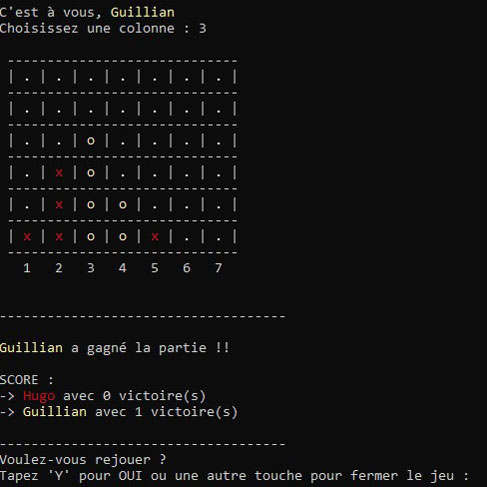 C'est à vous, Guillian
Choisissez une colonne : 3
-----------------------------
| . | . | . | . | . | . | . |
-----------------------------
| . | . | . | . | . | . | . |
-----------------------------
| . | . | o | . | . | . | . |
-----------------------------
| . | x | o | . | . | . | . |
-----------------------------
| . | x | o | o | . | . | . |
-----------------------------
| x | x | o | o | x | . | . |
-----------------------------
1 2 3 4 5 6 7
------------------------------------
Guillian a gagné la partie !!
SCORE :
-> Hugo avec 0 victoire(s)
-> Guillian avec 1 victoire(s)
------------------------------------
Voulez-vous rejouer ?
Tapez 'Y' pour OUI ou une autre touche pour fermer le jeu :